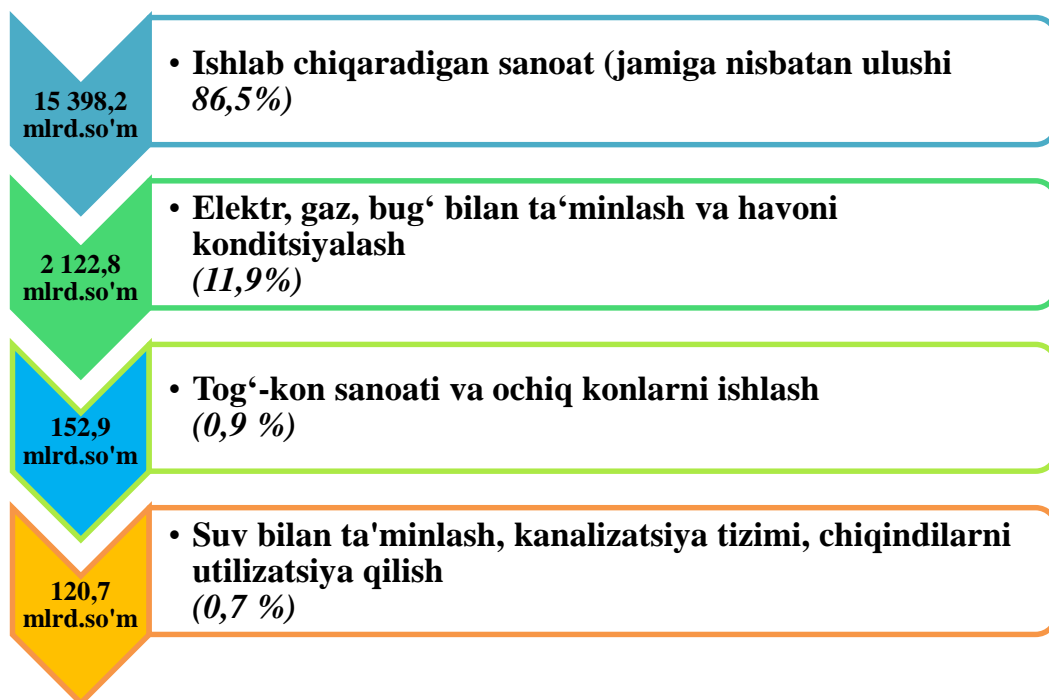 15 398,2
mlrd.so'm
• Ishlab chiqaradigan sanoat (jamiga nisbatan ulushi
86,5%)
2 122,8
mlrd.so'm
• Elektr, gaz, bug‘ bilan ta‘minlash va havoni
konditsiyalash
(11,9%)
152,9
mlrd.so'm
• Tog‘-kon sanoati va ochiq konlarni ishlash
(0,9 %)
120,7
mlrd.so'm
• Suv bilan ta'minlash, kanalizatsiya tizimi, chiqindilarni
utilizatsiya qilish
(0,7 %)